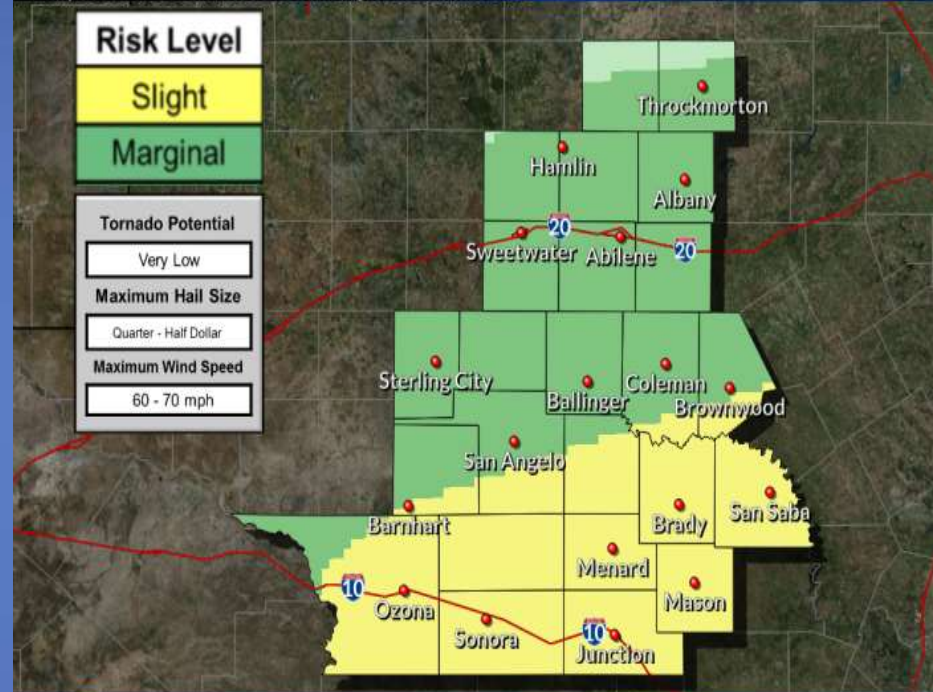 Risk Level
Slight
Marginal
Tornado Potential
Very Low
Maximum Hail Size
Quarter - Half Dollar
Maximum Wind Speed
60 - 70 mph
Throckmorton
Hamlin
Albany
20
Sweetwater
Abilene
20
Sterling City
Ballinger
Coleman
Brownwood
San Angelo
Barnhart
Brady
San Saba
Menard
10
Ozona
Mason
Sonora
10
Junction